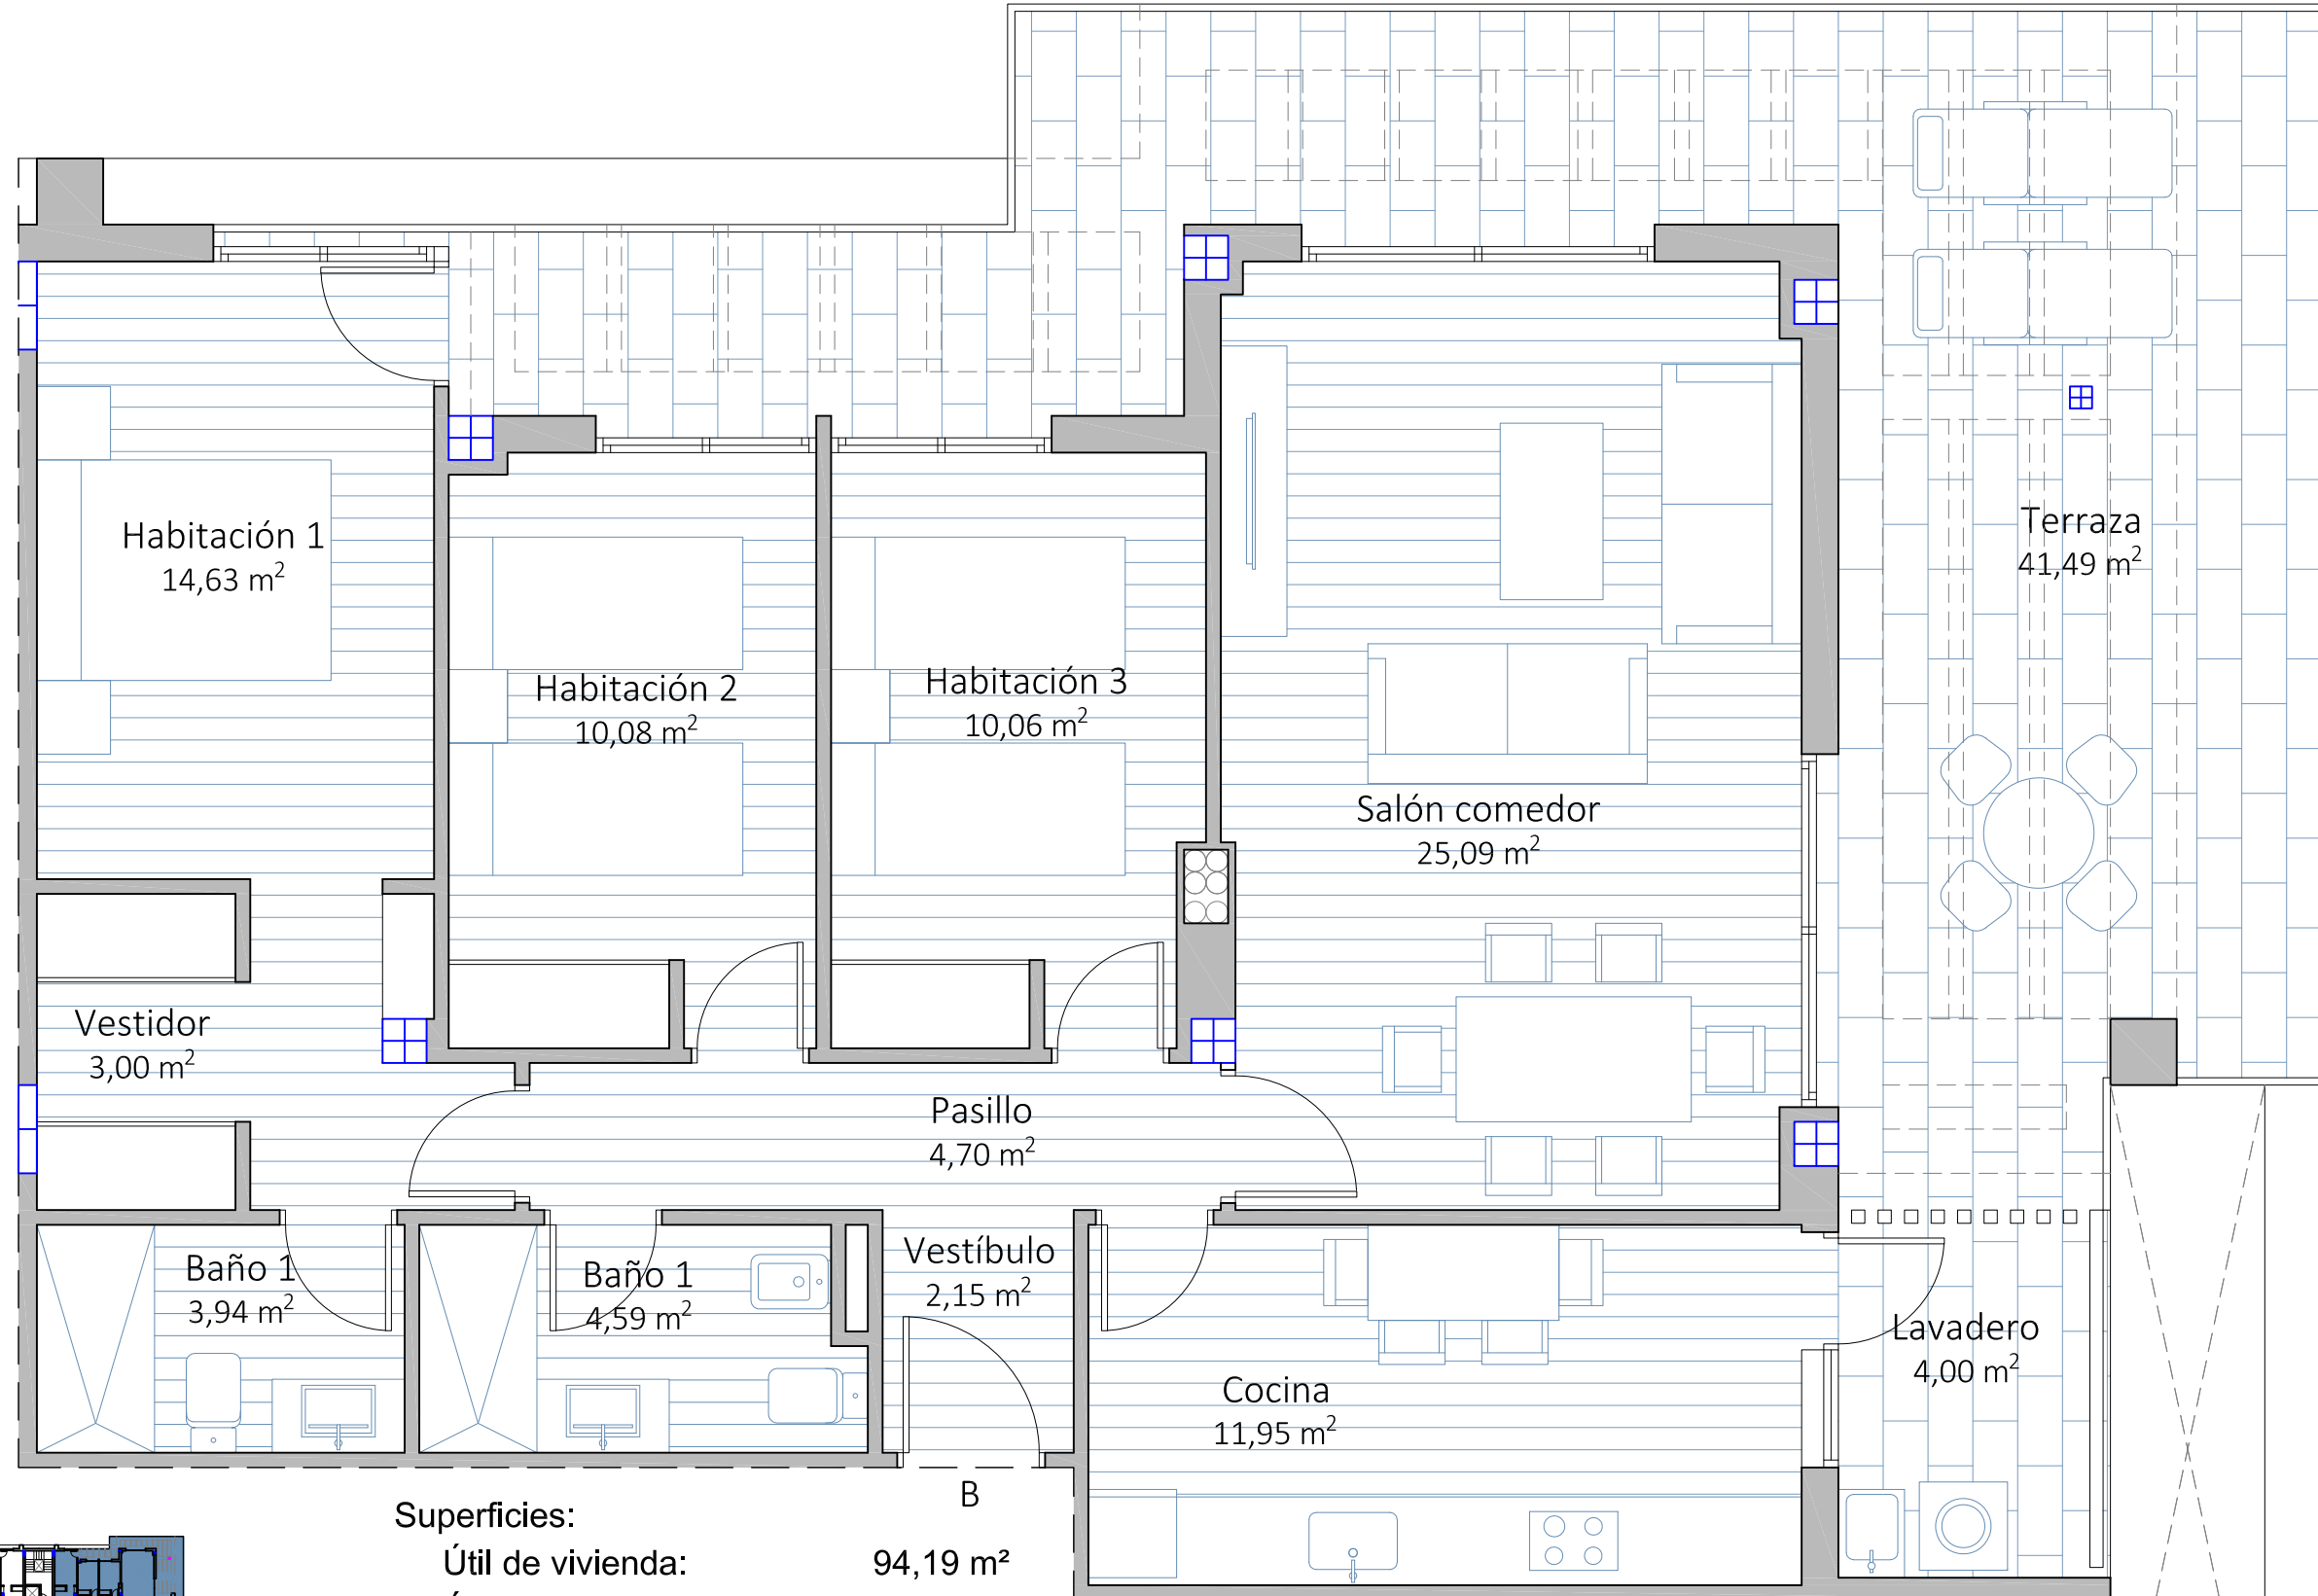 Habitación 1
14,63 m²
Habitación 2
10,08 m²
Habitación 3
10,06 m²
Terraza
41,49 m²
Salón comedor
25,09 m²
Vestidor
3,00 m²
Pasillo
4,70 m²
Baño 1
3,94 m²
Baño 1
4,59 m²
Vestíbulo
2,15 m²
Cocina
11,95 m²
Lavadero
4,00 m²
B
Superficies:
Útil de vivienda: 94,19 m²